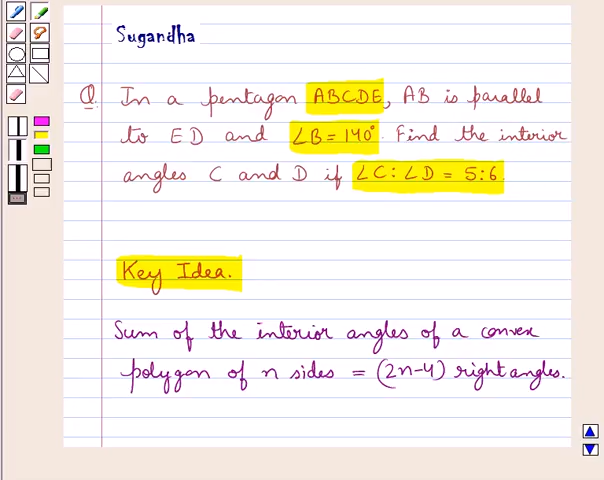 Sugandha
Q. In a pentagon ABCDE, AB is parallel
to ED and ∠B = 140°. Find the interior
angles C and D if ∠C : ∠D = 5:6.
Key Idea.
Sum of the interior angles of a convex
polygon of n sides = (2n-4) right angles.